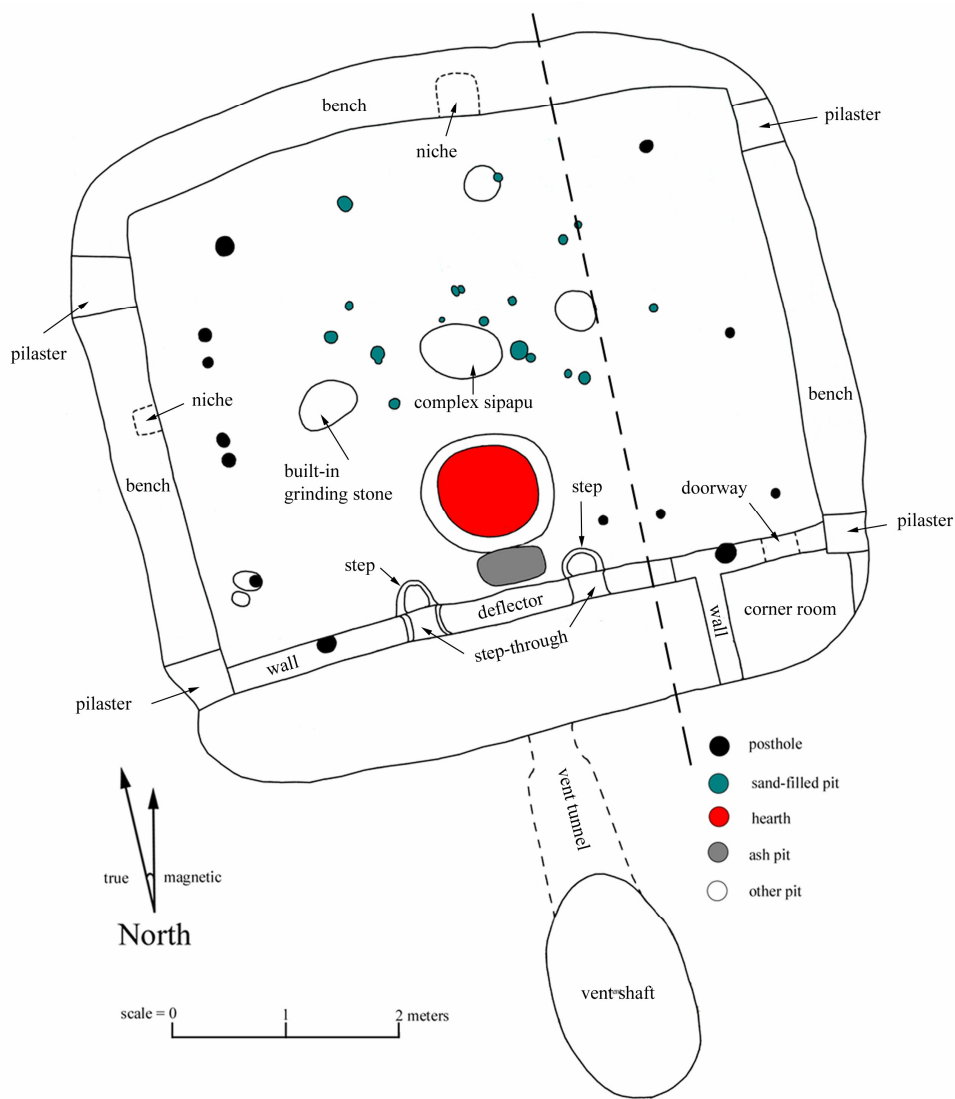 bench
pilaster
niche
pilaster
niche
complex sipapu
bench
bench
built-in
grinding stone
step
doorway
pilaster
step
deflector
corner room
wall
step-through
wall
pilaster
posthole
vent tunnel
sand-filled pit
hearth
ash pit
true
magnetic
other pit
North
vent shaft
scale = 0
1
2 meters